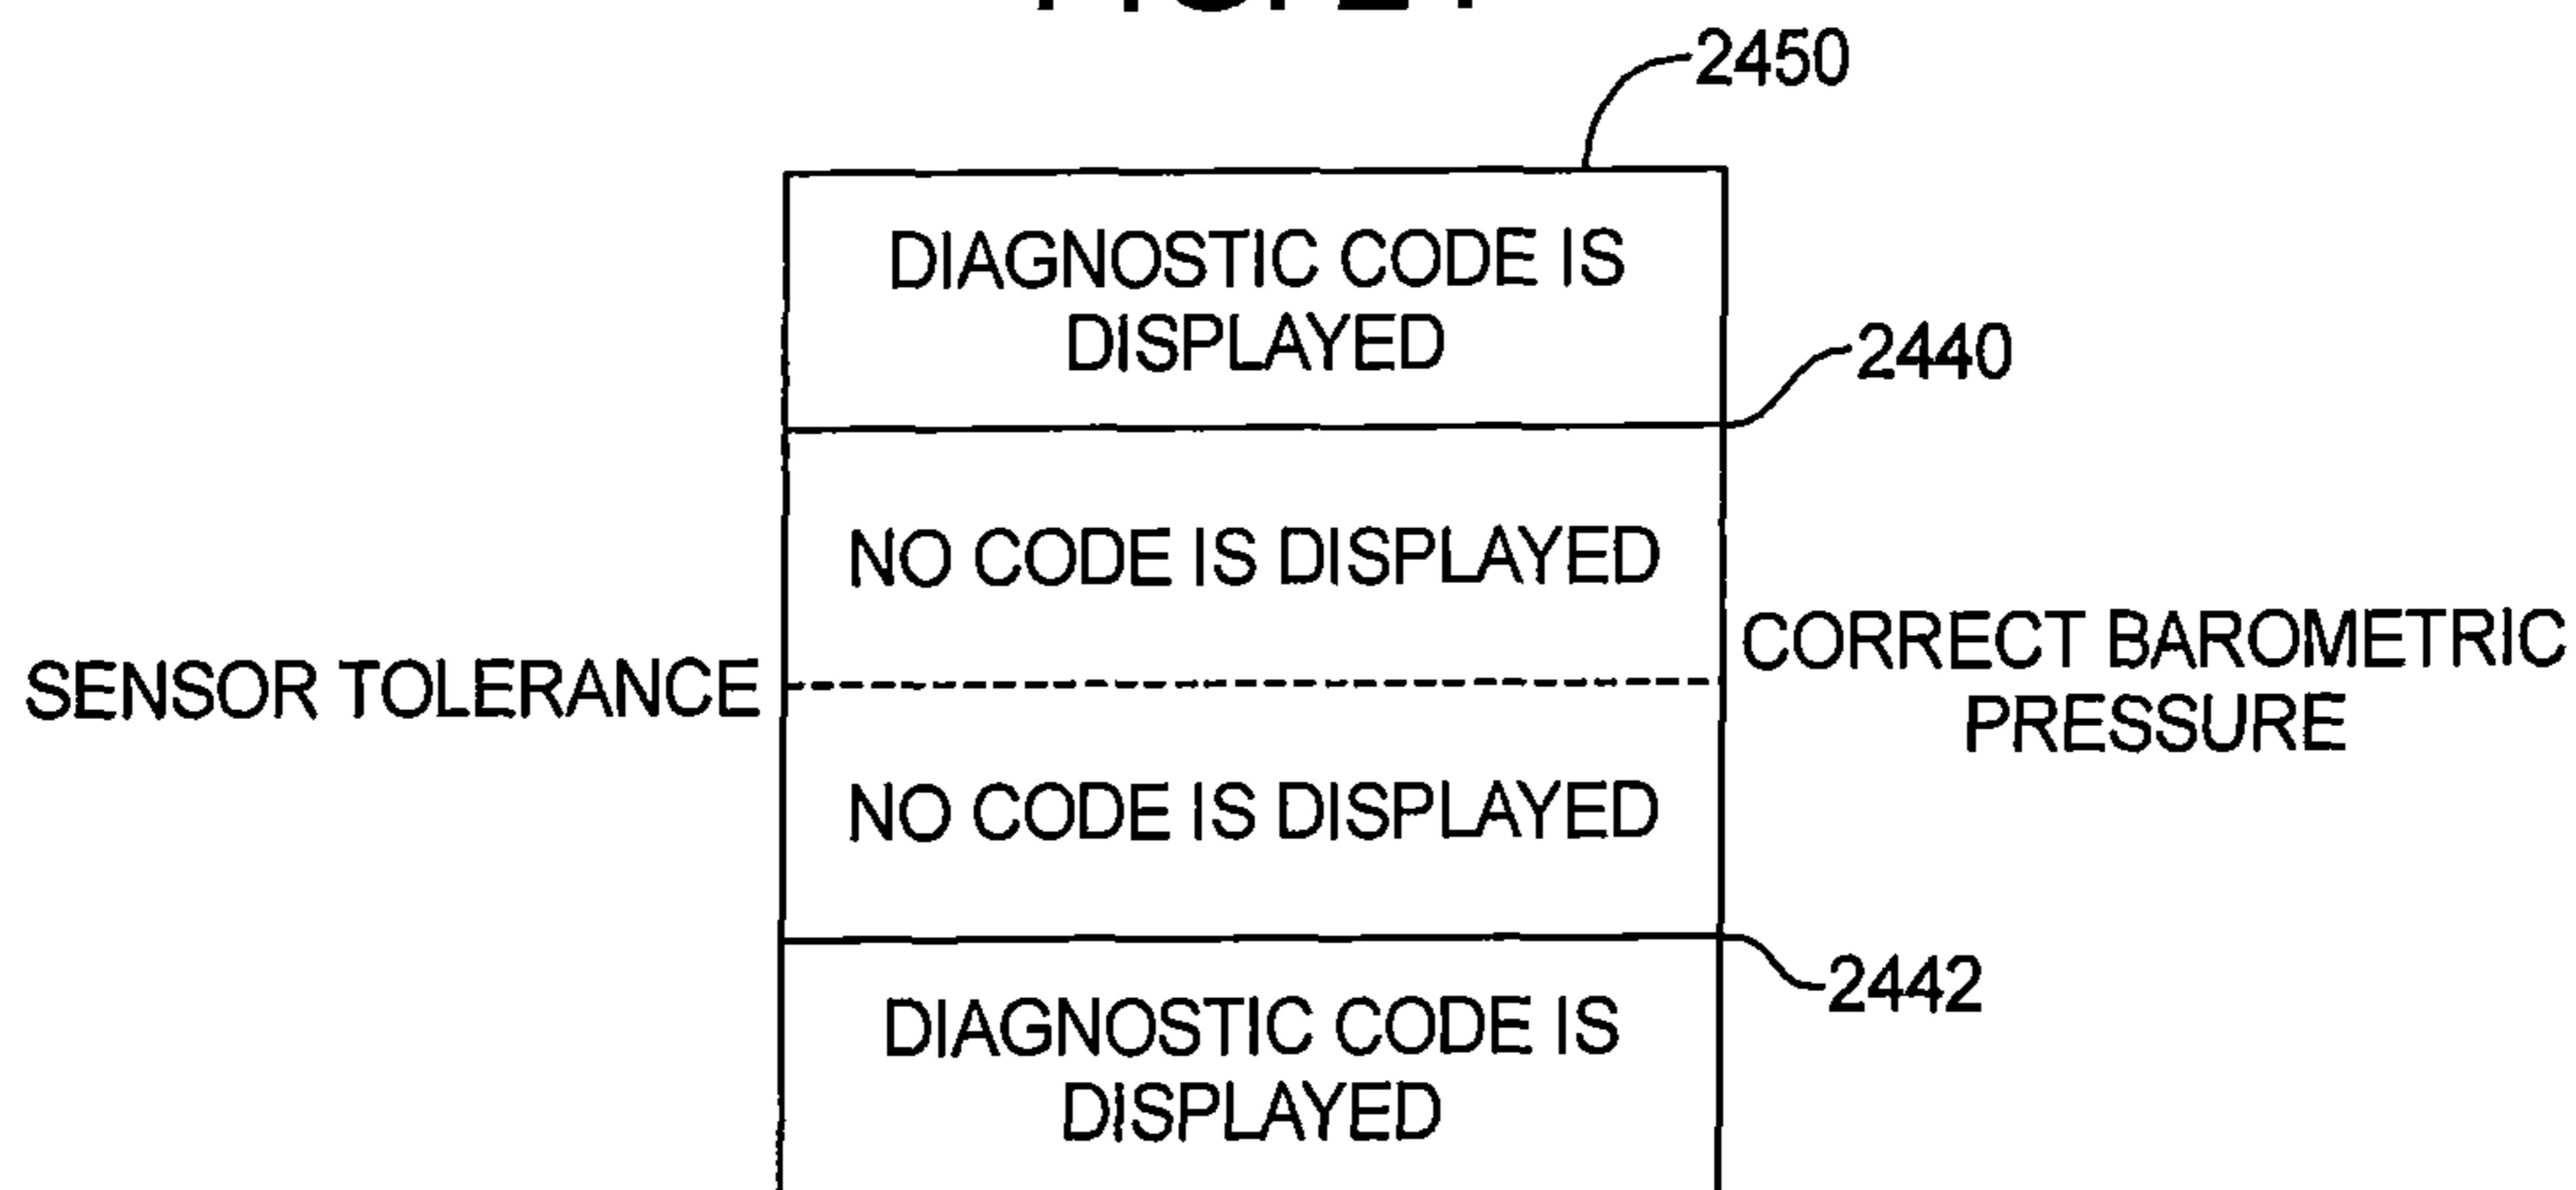 2450
DIAGNOSTIC CODE IS
DISPLAYED
2440
NO CODE IS DISPLAYED
SENSOR TOLERANCE
CORRECT BAROMETRIC
PRESSURE
NO CODE IS DISPLAYED
2442
DIAGNOSTIC CODE IS
DISPLAYED